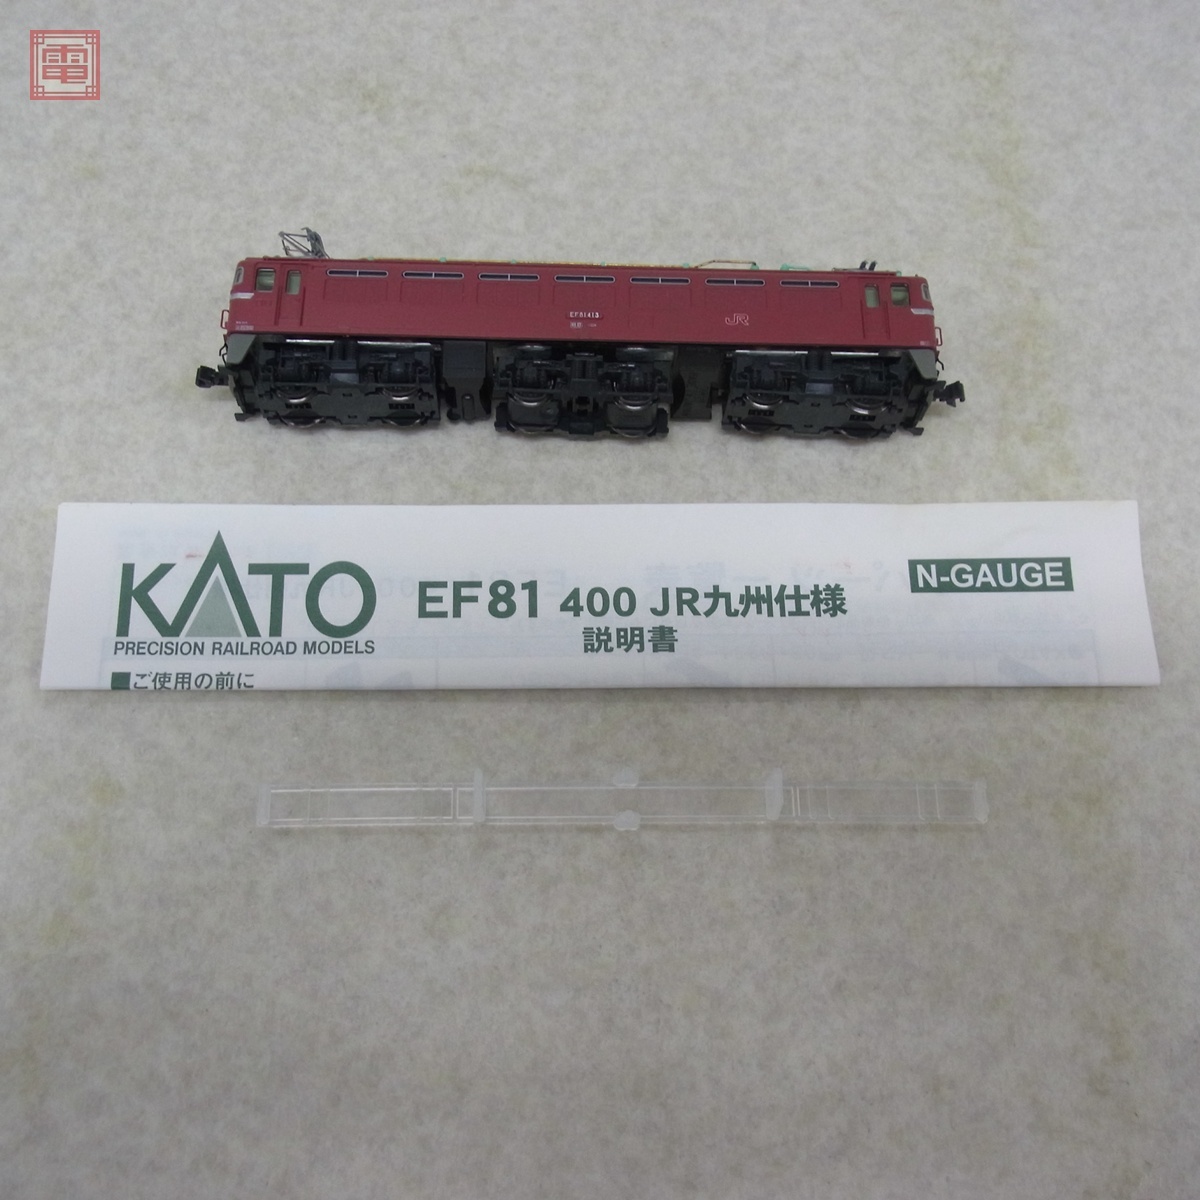 電
EF81413
JR
KATO
PRECISION RAILROAD MODELS
EF81 400 JR九州仕様
説明書
N-GAUGE
■ご使用の前に